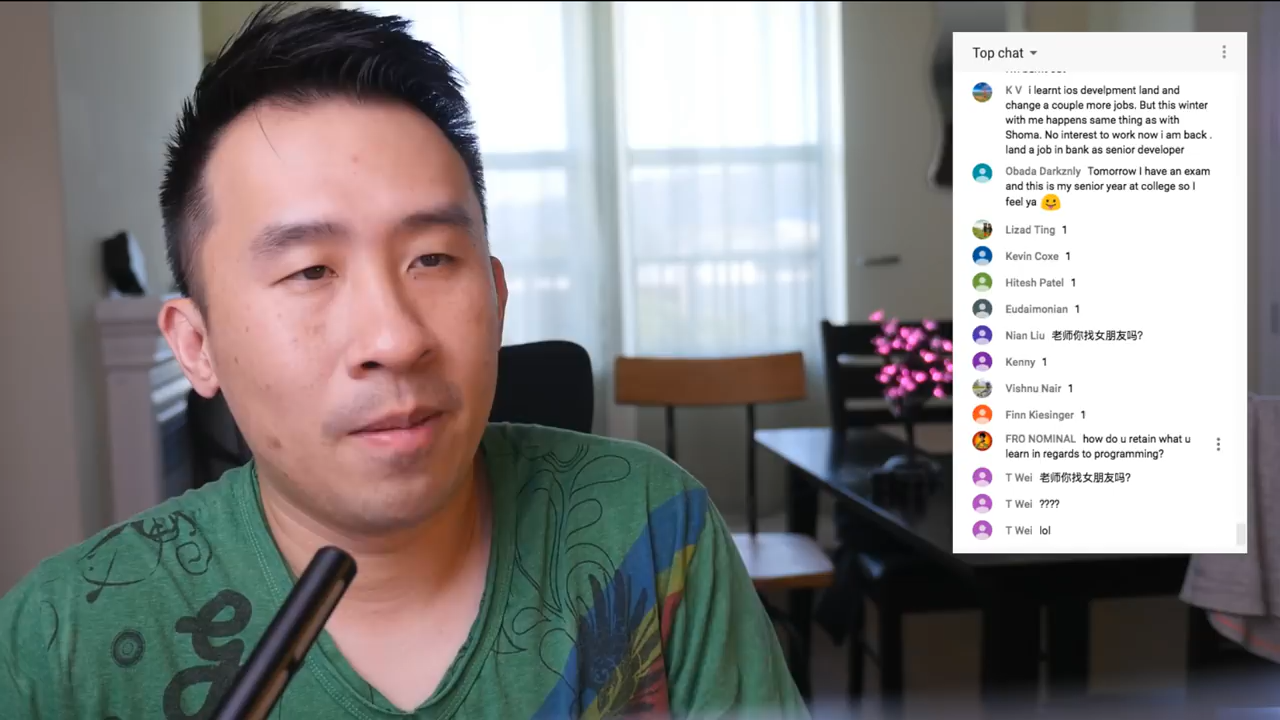 Top chat
K V i learnt ios develpment land and
change a couple more jobs. But this winter
with me happens same thing as with
Shoma. No interest to work now i am back .
land a job in bank as senior developer
Obada Darkznly Tomorrow I have an exam
and this is my senior year at college so I
feel ya 😛
Lizad Ting 1
Kevin Coxe 1
Hitesh Patel 1
Eudaimonian 1
Nian Liu 老师你找女朋友吗?
Kenny 1
Vishnu Nair 1
Finn Kiesinger 1
FRO NOMINAL how do u retain what u
learn in regards to programming?
T Wei 老师你找女朋友吗?
T Wei ????
T Wei lol